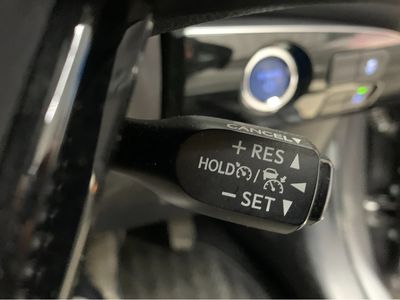 CANCEL
+ RES
HOLD /
− SET